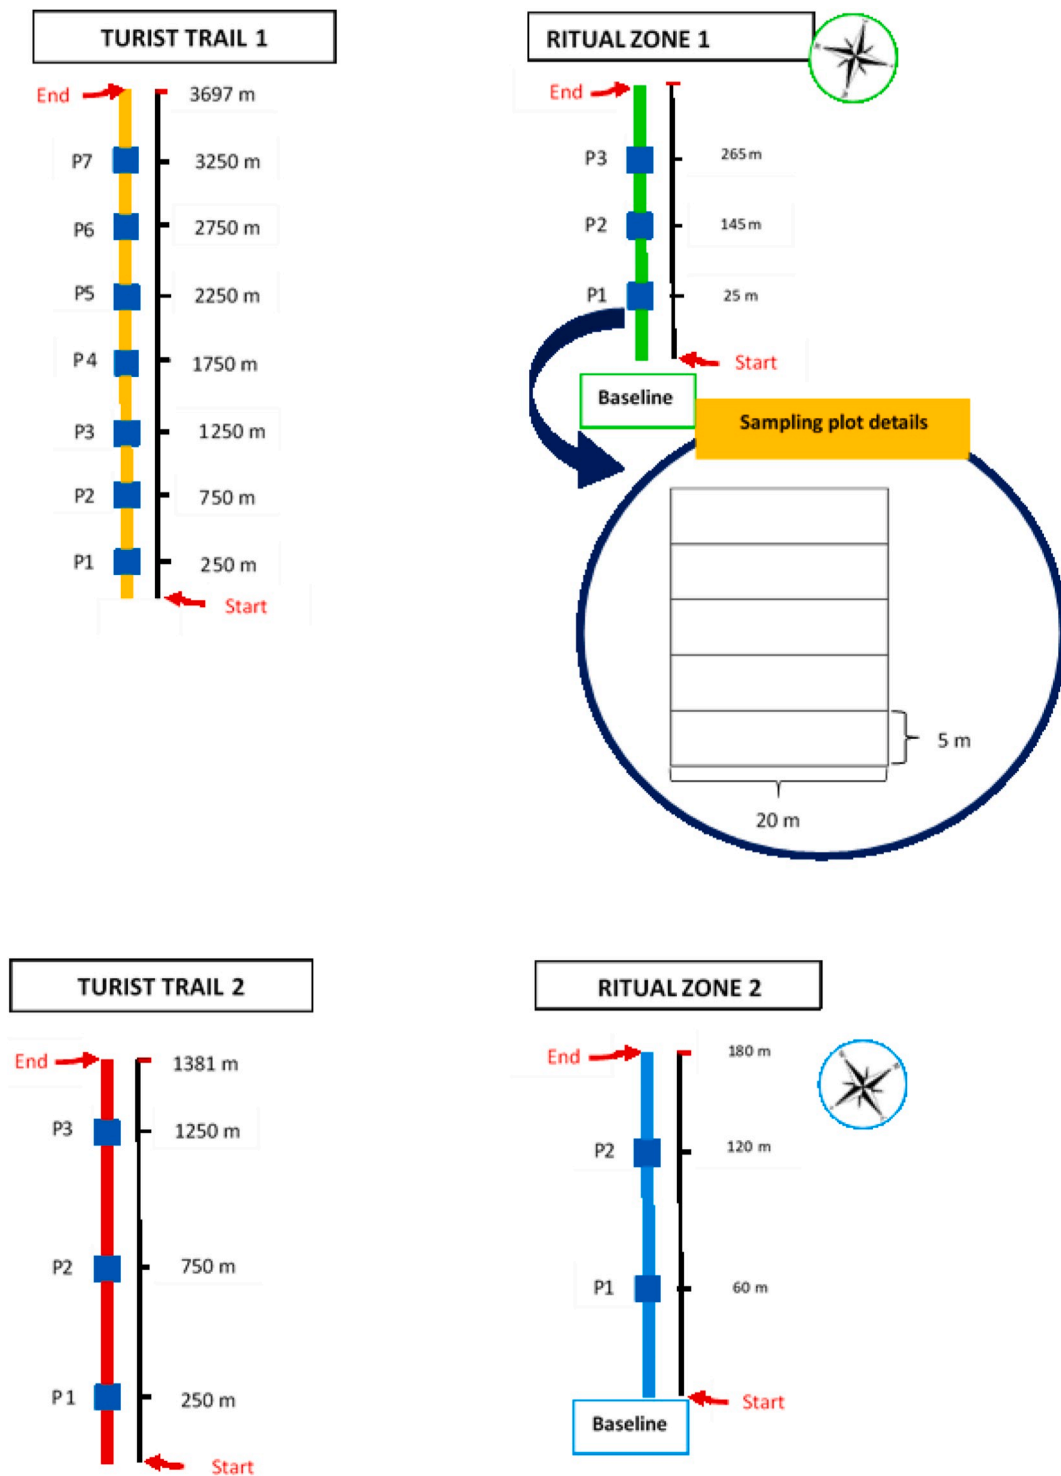 TURIST TRAIL 1
End
3697 m
P7
3250 m
P6
2750 m
P5
2250 m
P4
1750 m
P3
1250 m
P2
750 m
P1
250 m
Start
RITUAL ZONE 1
End
P3
265 m
P2
145 m
P1
25 m
Start
Baseline
Sampling plot details
5 m
20 m
TURIST TRAIL 2
End
1381 m
P3
1250 m
P2
750 m
P1
250 m
Start
RITUAL ZONE 2
End
180 m
P2
120 m
P1
60 m
Start
Baseline